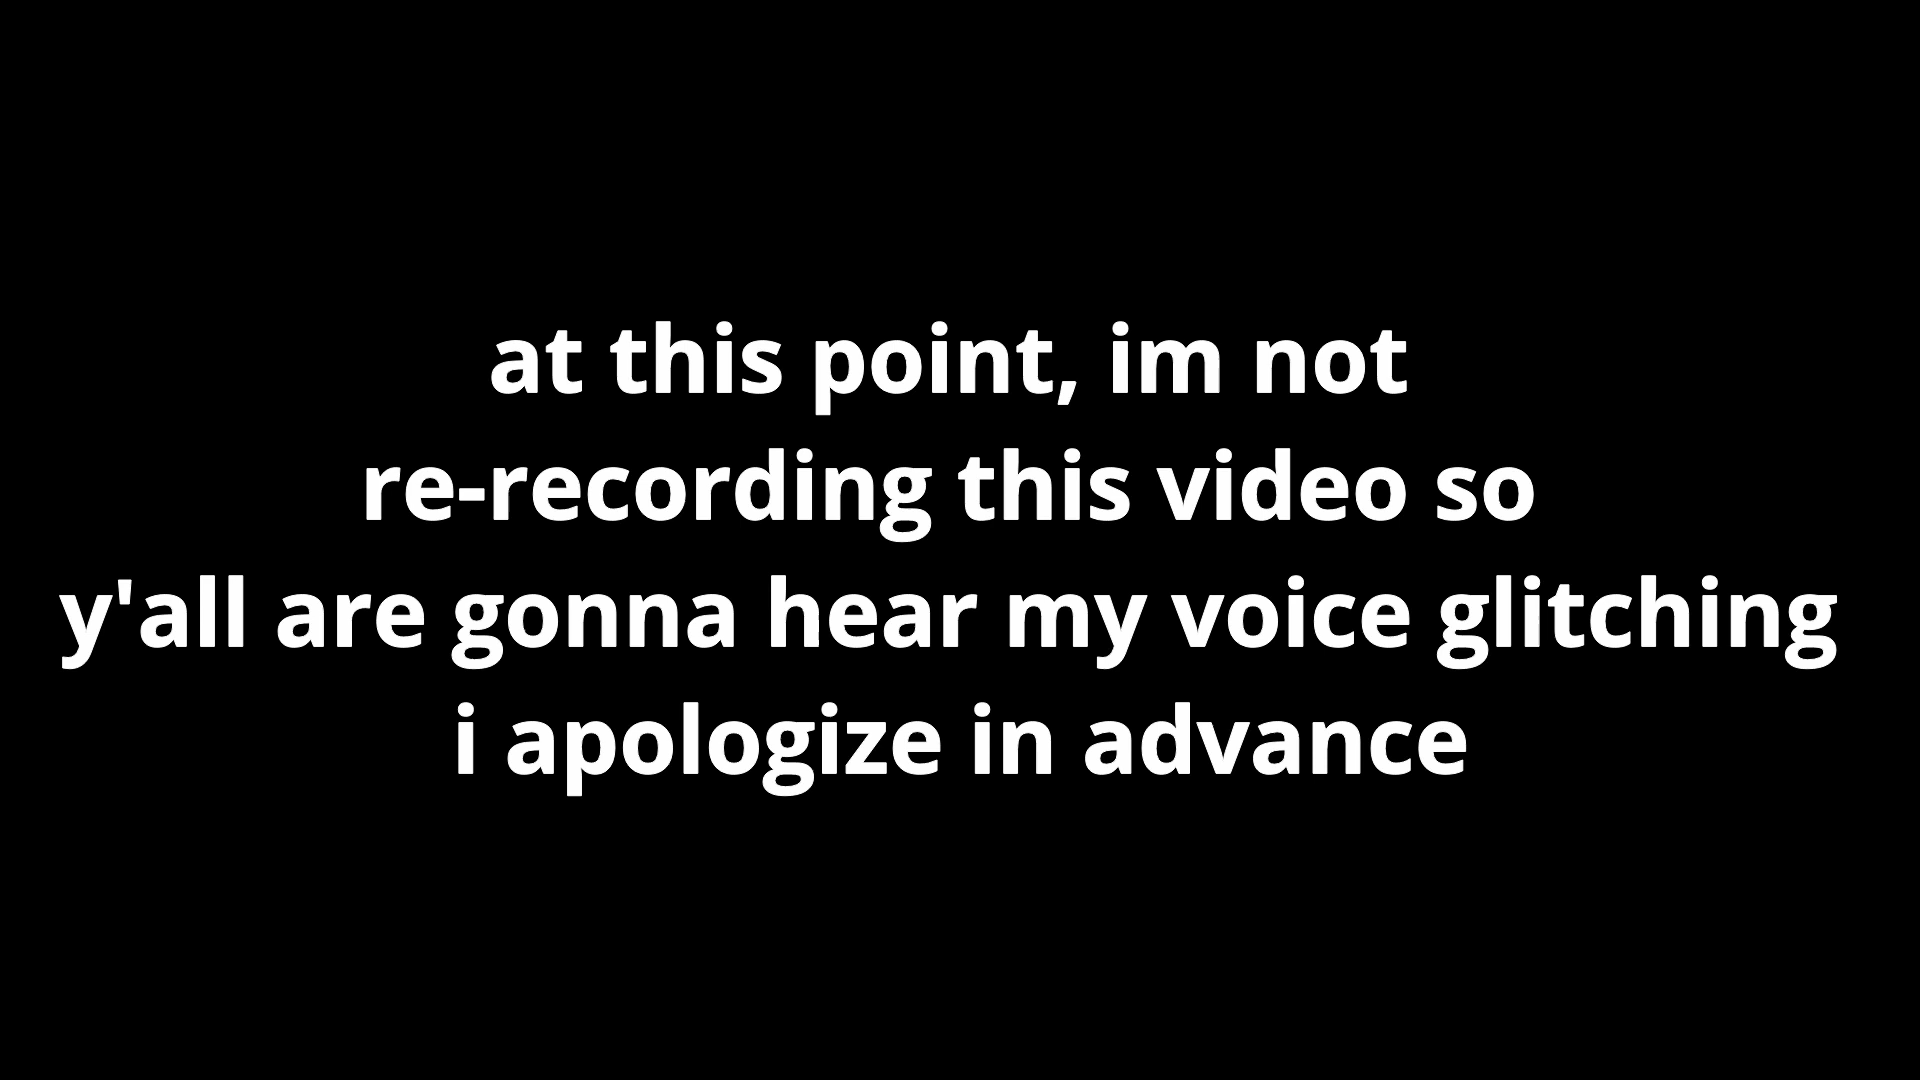 at this point, im not
re-recording this video so
y'all are gonna hear my voice glitching
i apologize in advance